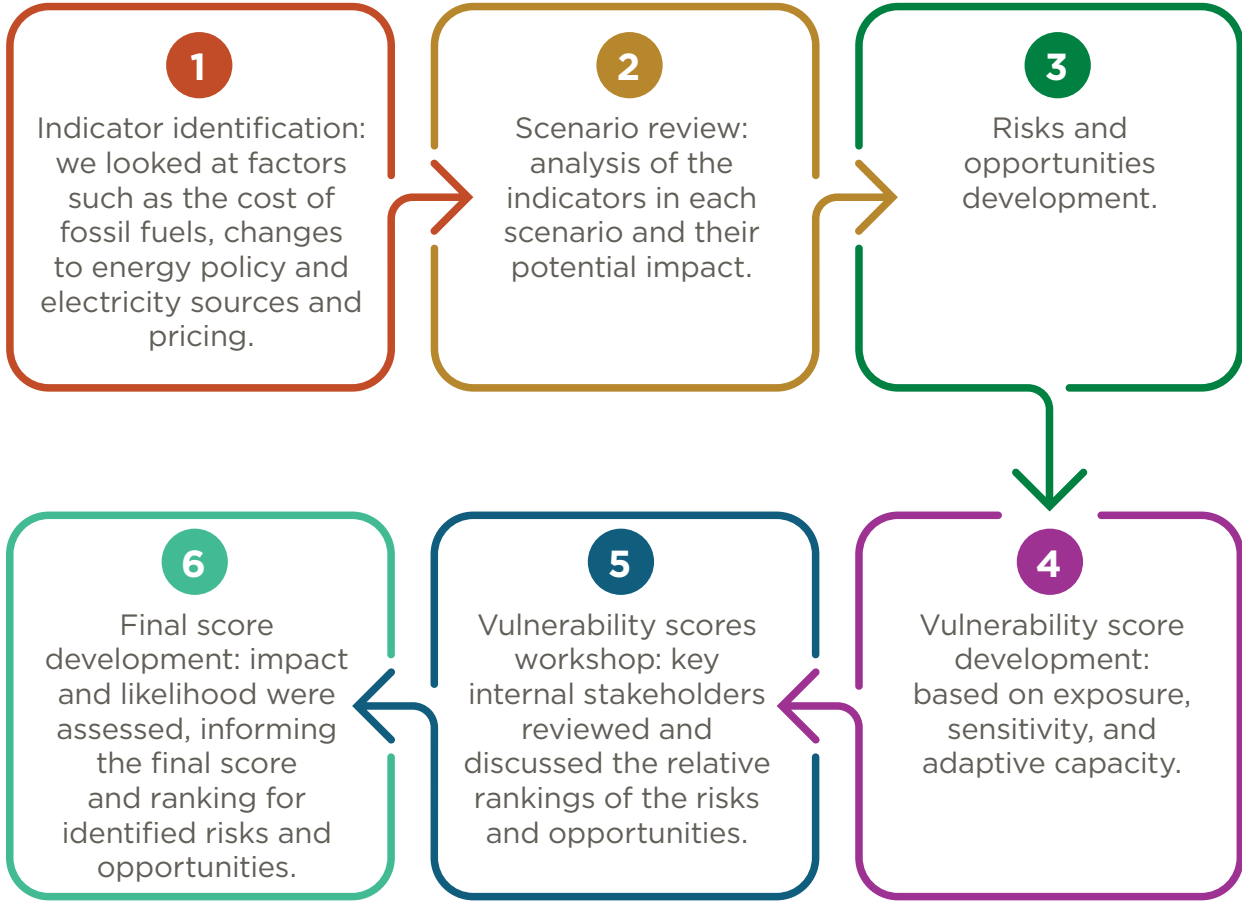 1
Indicator identification:
we looked at factors
such as the cost of
fossil fuels, changes
to energy policy and
electricity sources and
pricing.
2
Scenario review:
analysis of the
indicators in each
scenario and their
potential impact.
3
Risks and
opportunities
development.
4
Vulnerability score
development:
based on exposure,
sensitivity, and
adaptive capacity.
5
Vulnerability scores
workshop: key
internal stakeholders
reviewed and
discussed the relative
rankings of the risks
and opportunities.
6
Final score
development: impact
and likelihood were
assessed, informing
the final score
and ranking for
identified risks and
opportunities.